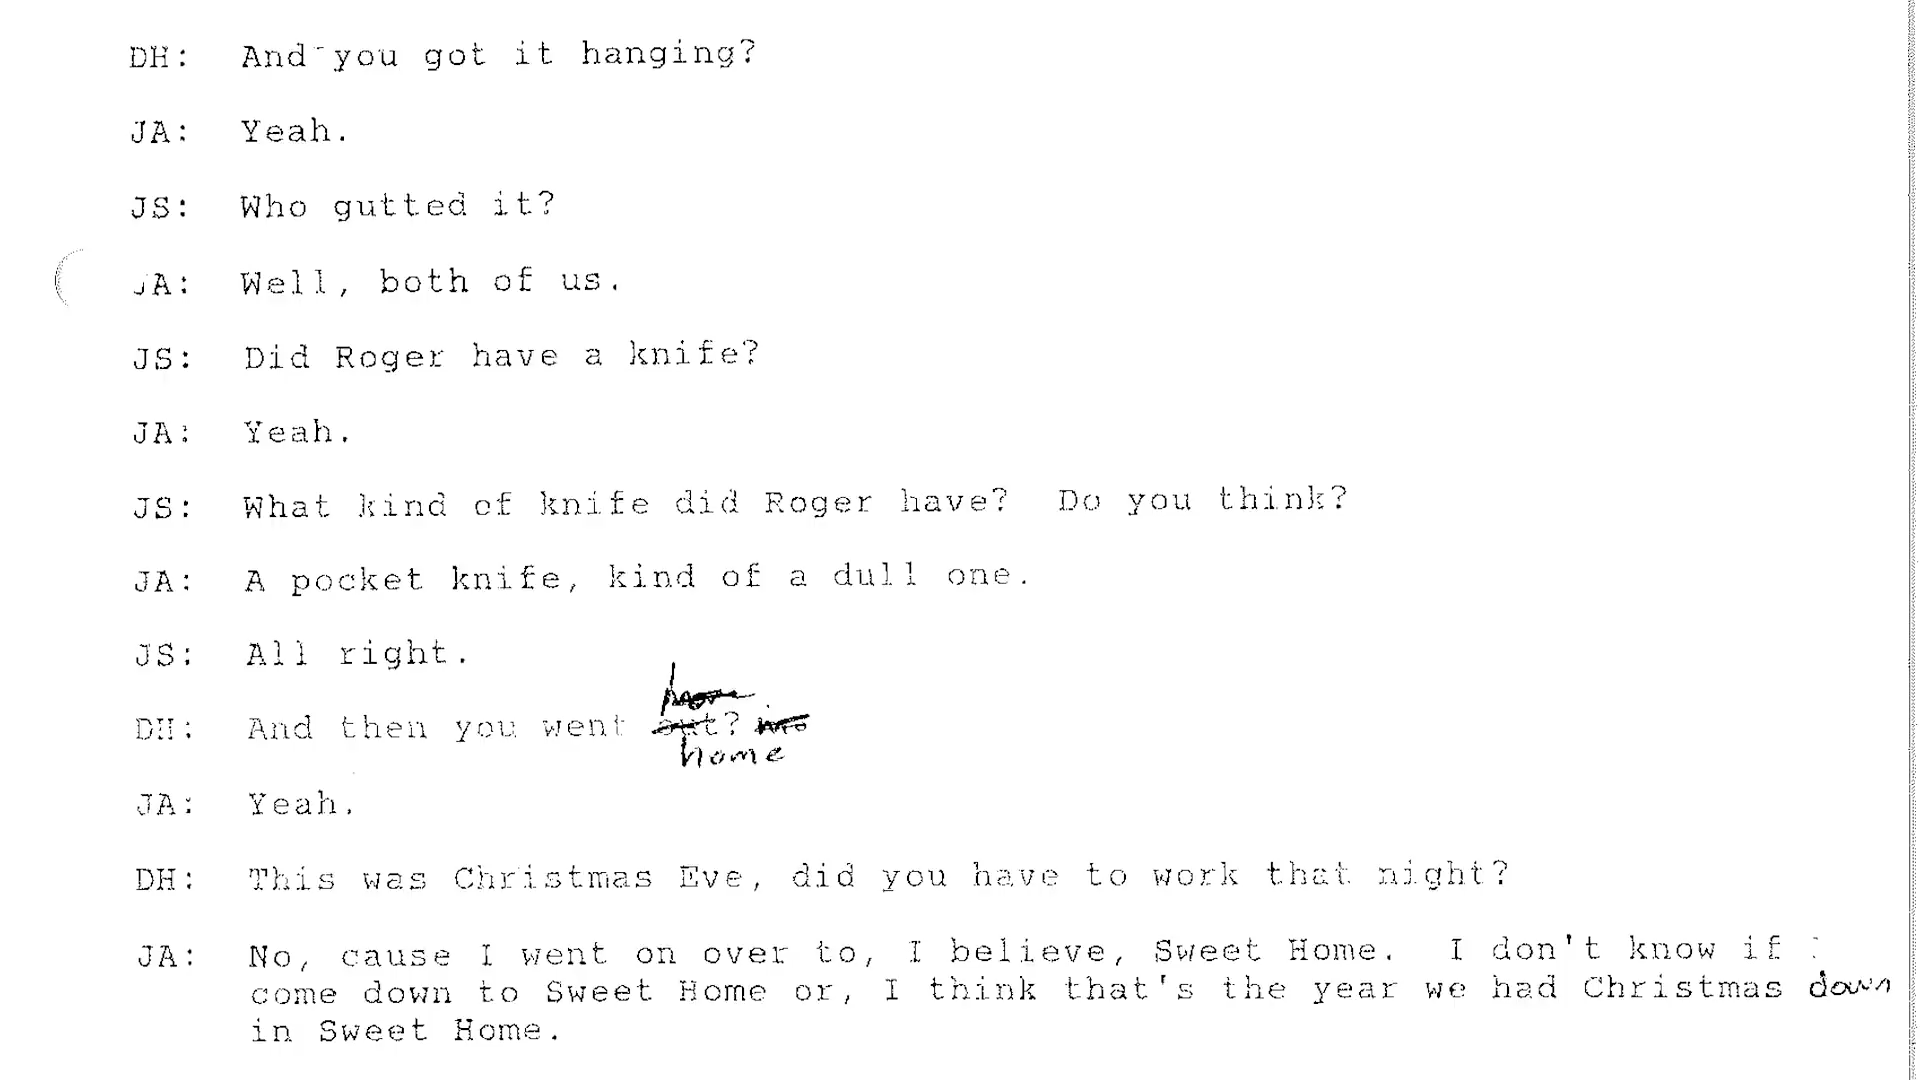 DH: And you got it hanging?
JA: Yeah.
JS: Who gutted it?
JA: Well, both of us.
JS: Did Roger have a knife?
JA: Yeah.
JS: What kind of knife did Roger have? Do you think?
JA: A pocket knife, kind of a dull one.
JS: All right.
DH: And then you went out?
home
JA: Yeah.
DH: This was Christmas Eve, did you have to work that night?
JA: No, cause I went on over to, I believe, Sweet Home. I don't know if
come down to Sweet Home or, I think that's the year we had Christmas down
in Sweet Home.